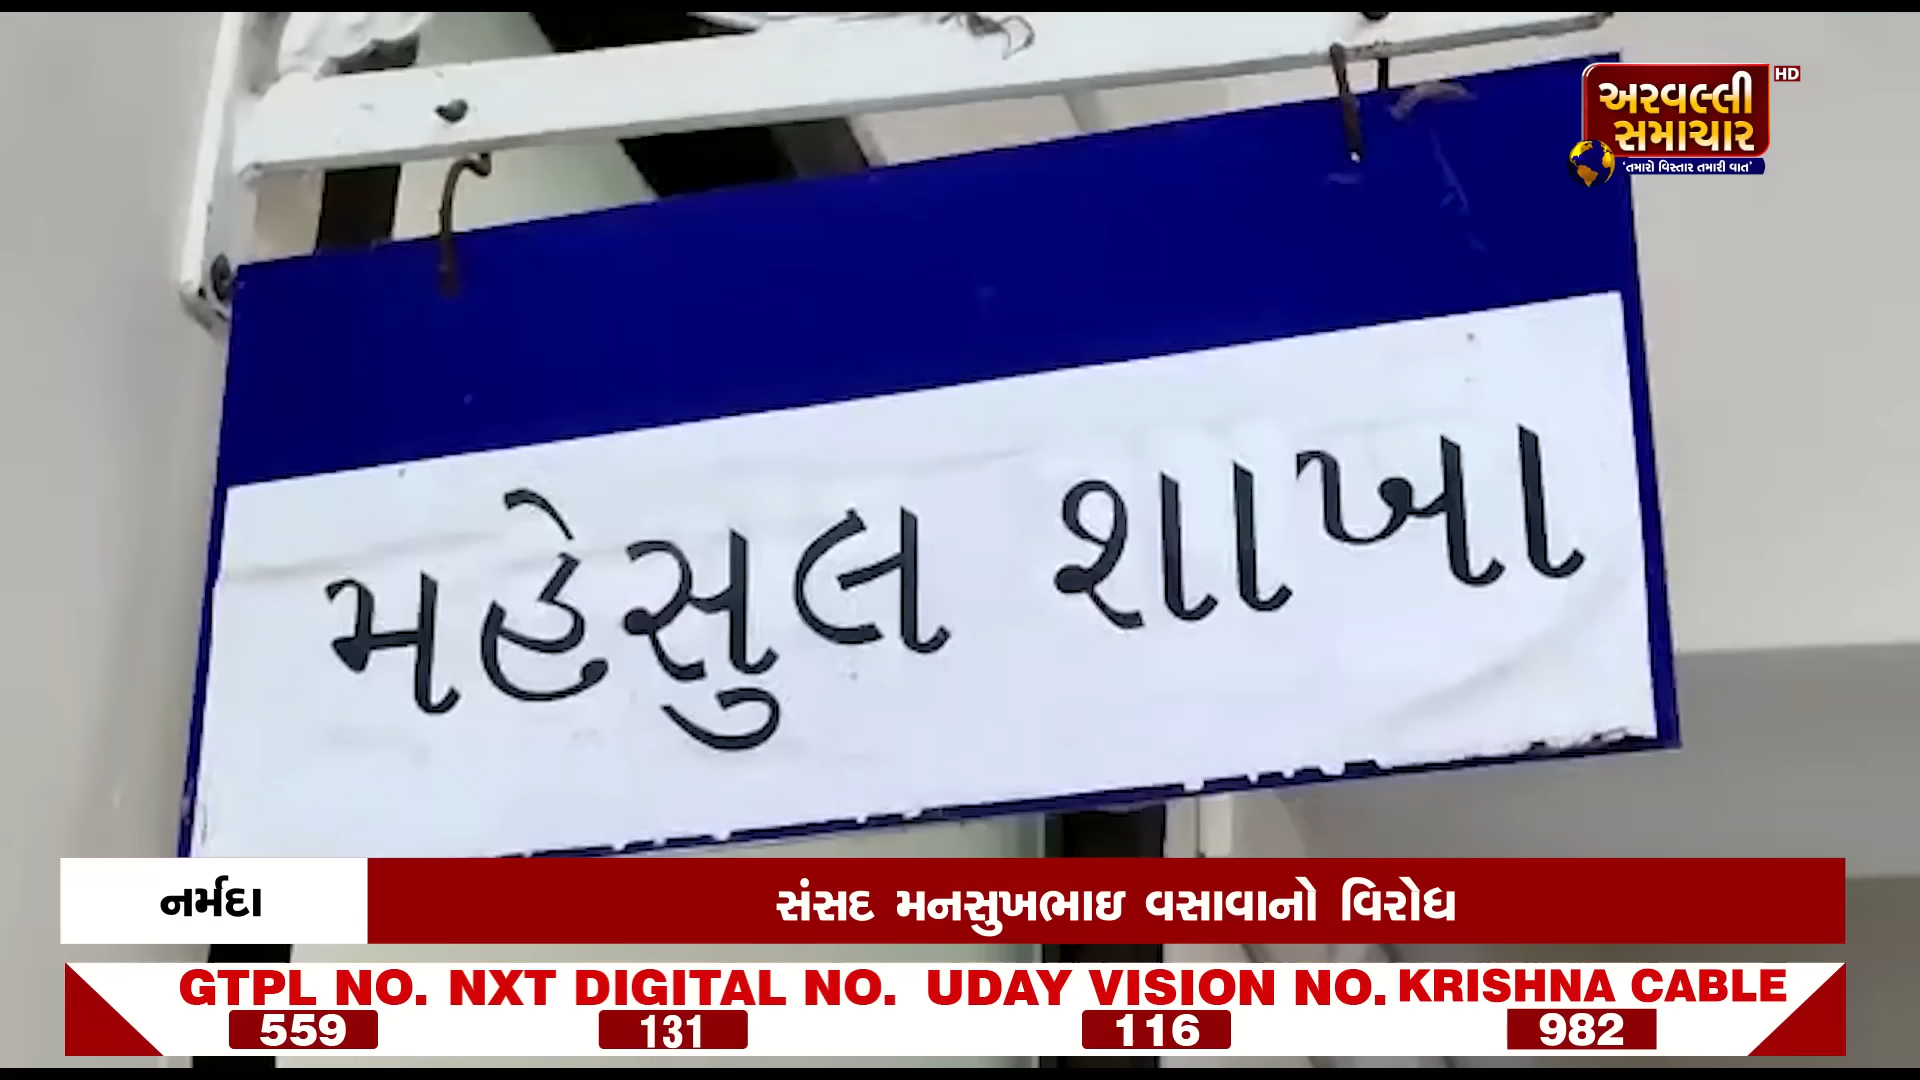 અરવલ્લી HD
સમાચાર
'તમારો વિસ્તાર તમારી વાત'
મહેસુલ શાખા
નર્મદા
સંસદ મનસુખભાઇ વસાવાનો વિરોધ
GTPL NO. NXT DIGITAL NO. UDAY VISION NO. KRISHNA CABLE
559 131 116 982